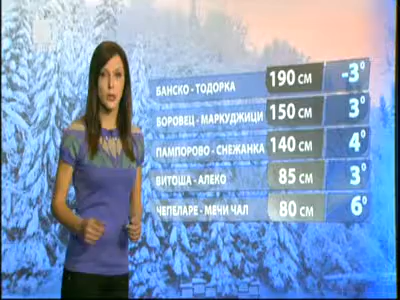 БАНСКО - ТОДОРКА 190 СМ -3°
БОРОВЕЦ - МАРКУДЖИЦИ 150 СМ 3°
ПАМПОРОВО - СНЕЖАНКА 140 СМ 4°
ВИТОША - АЛЕКО 85 СМ 3°
ЧЕПЕЛАРЕ - МЕЧИ ЧАЛ 80 СМ 6°